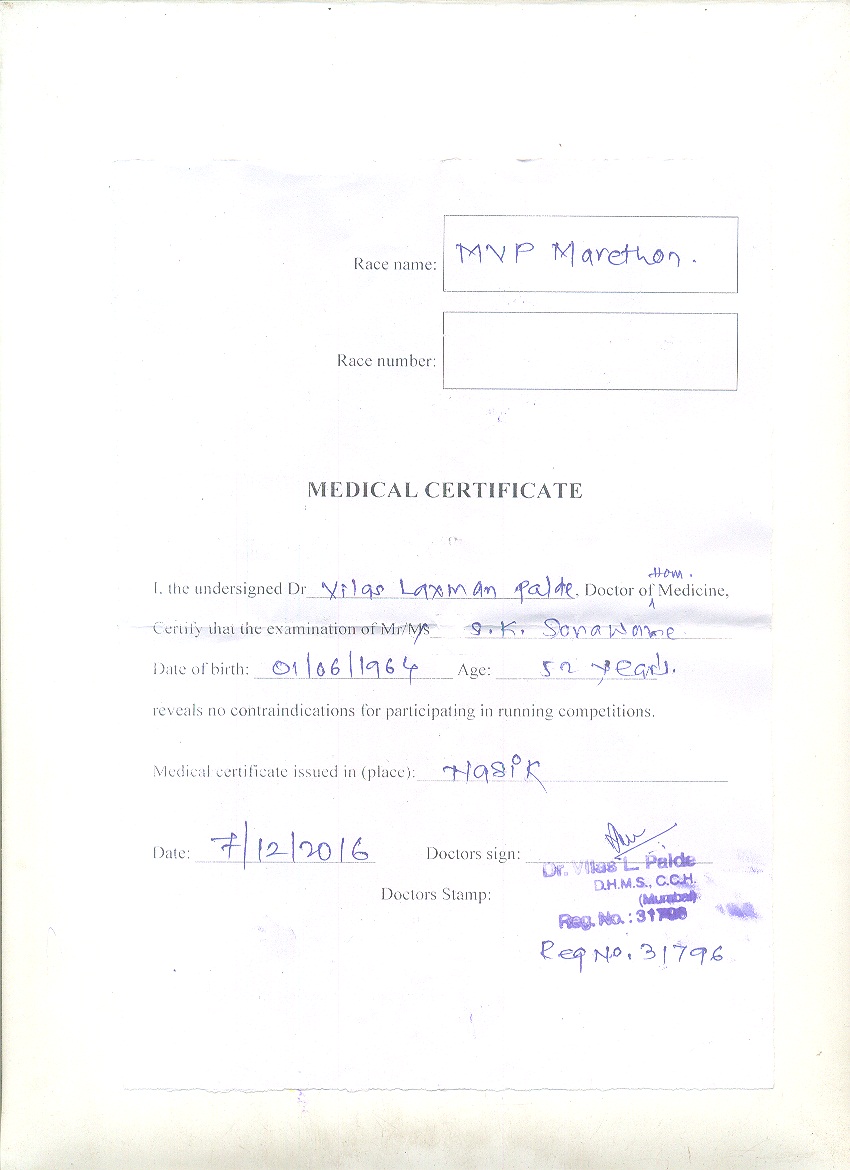 Race name: MVP Marethon.
Race number:
MEDICAL CERTIFICATE
Hom.
I, the undersigned Dr Vilas Laxman Palde, Doctor of Medicine,
Certify that the examination of Mr/Ms S.K. Sonawane
Date of birth: 01/06/1964 Age: 52 years.
reveals no contraindications for participating in running competitions.
Medical certificate issued in (place): Nasik
Date: 7/12/2016 Doctors sign:
Dr. Vilas L. Palde
Doctors Stamp: D.H.M.S., C.C.H.
(Mumbai)
Reg. No. : 31796
Reg No. 31796